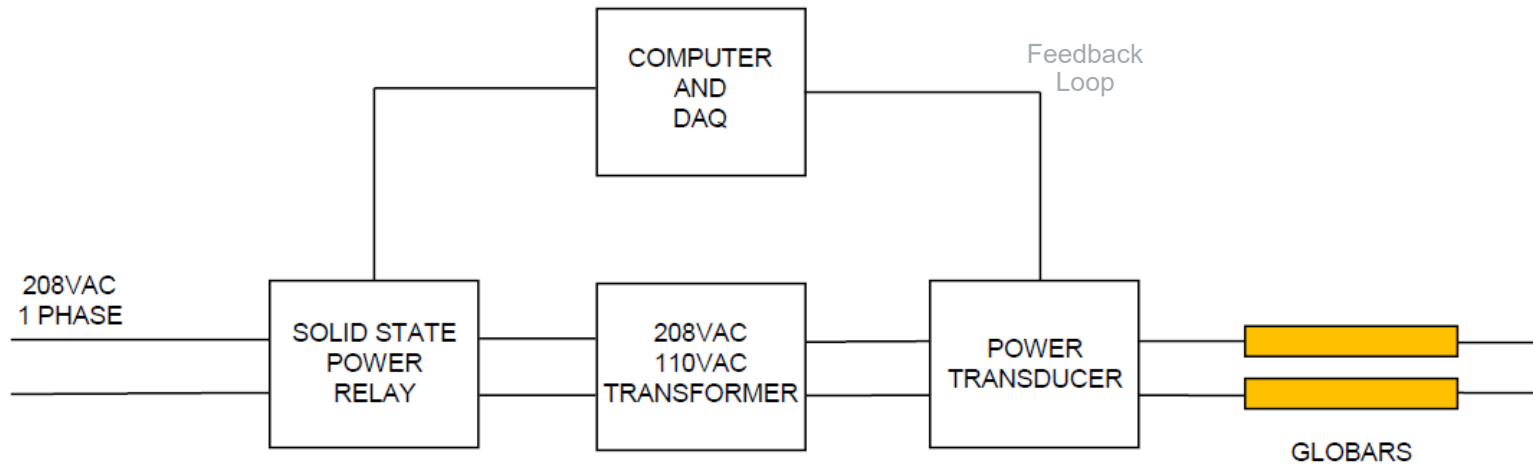 COMPUTER
AND
DAQ
Feedback
Loop
208VAC
1 PHASE
SOLID STATE
POWER
RELAY
208VAC
110VAC
TRANSFORMER
POWER
TRANSDUCER
GLOBARS